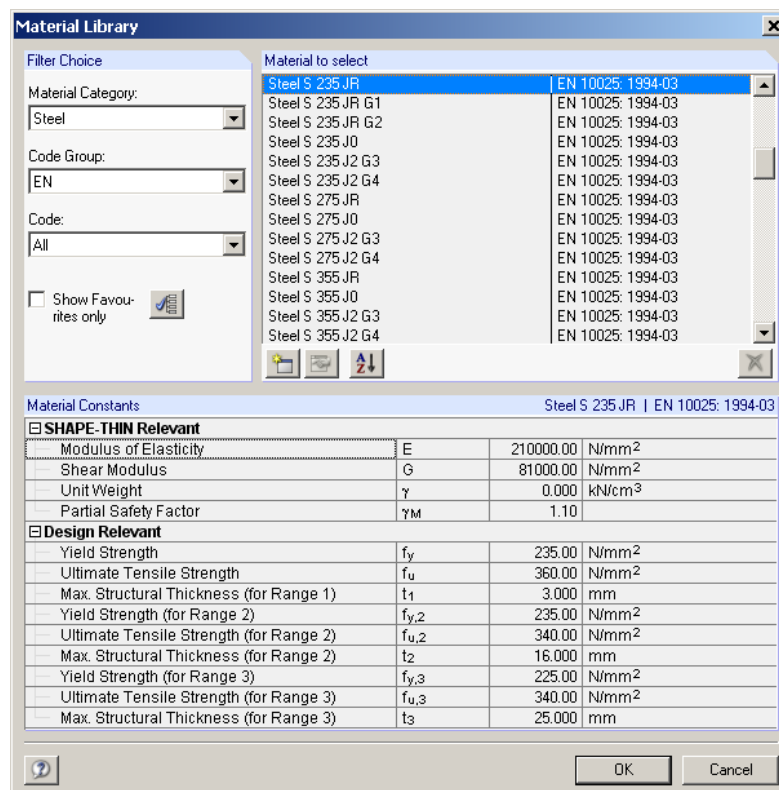 Material Library
Filter Choice
Material Category:
Steel
Code Group:
EN
Code:
All
Show Favou-
rites only
Material to select
Steel S 235 JR EN 10025: 1994-03
Steel S 235 JR G1 EN 10025: 1994-03
Steel S 235 JR G2 EN 10025: 1994-03
Steel S 235 J0 EN 10025: 1994-03
Steel S 235 J2 G3 EN 10025: 1994-03
Steel S 235 J2 G4 EN 10025: 1994-03
Steel S 275 JR EN 10025: 1994-03
Steel S 275 J0 EN 10025: 1994-03
Steel S 275 J2 G3 EN 10025: 1994-03
Steel S 275 J2 G4 EN 10025: 1994-03
Steel S 355 JR EN 10025: 1994-03
Steel S 355 J0 EN 10025: 1994-03
Steel S 355 J2 G3 EN 10025: 1994-03
Steel S 355 J2 G4 EN 10025: 1994-03
Material Constants Steel S 235 JR | EN 10025: 1994-03
SHAPE-THIN Relevant
Modulus of Elasticity E 210000.00 N/mm²
Shear Modulus G 81000.00 N/mm²
Unit Weight γ 0.000 kN/cm³
Partial Safety Factor γM 1.10
Design Relevant
Yield Strength fy 235.00 N/mm²
Ultimate Tensile Strength fu 360.00 N/mm²
Max. Structural Thickness (for Range 1) t1 3.000 mm
Yield Strength (for Range 2) fy,2 235.00 N/mm²
Ultimate Tensile Strength (for Range 2) fu,2 340.00 N/mm²
Max. Structural Thickness (for Range 2) t2 16.000 mm
Yield Strength (for Range 3) fy,3 225.00 N/mm²
Ultimate Tensile Strength (for Range 3) fu,3 340.00 N/mm²
Max. Structural Thickness (for Range 3) t3 25.000 mm
OK Cancel